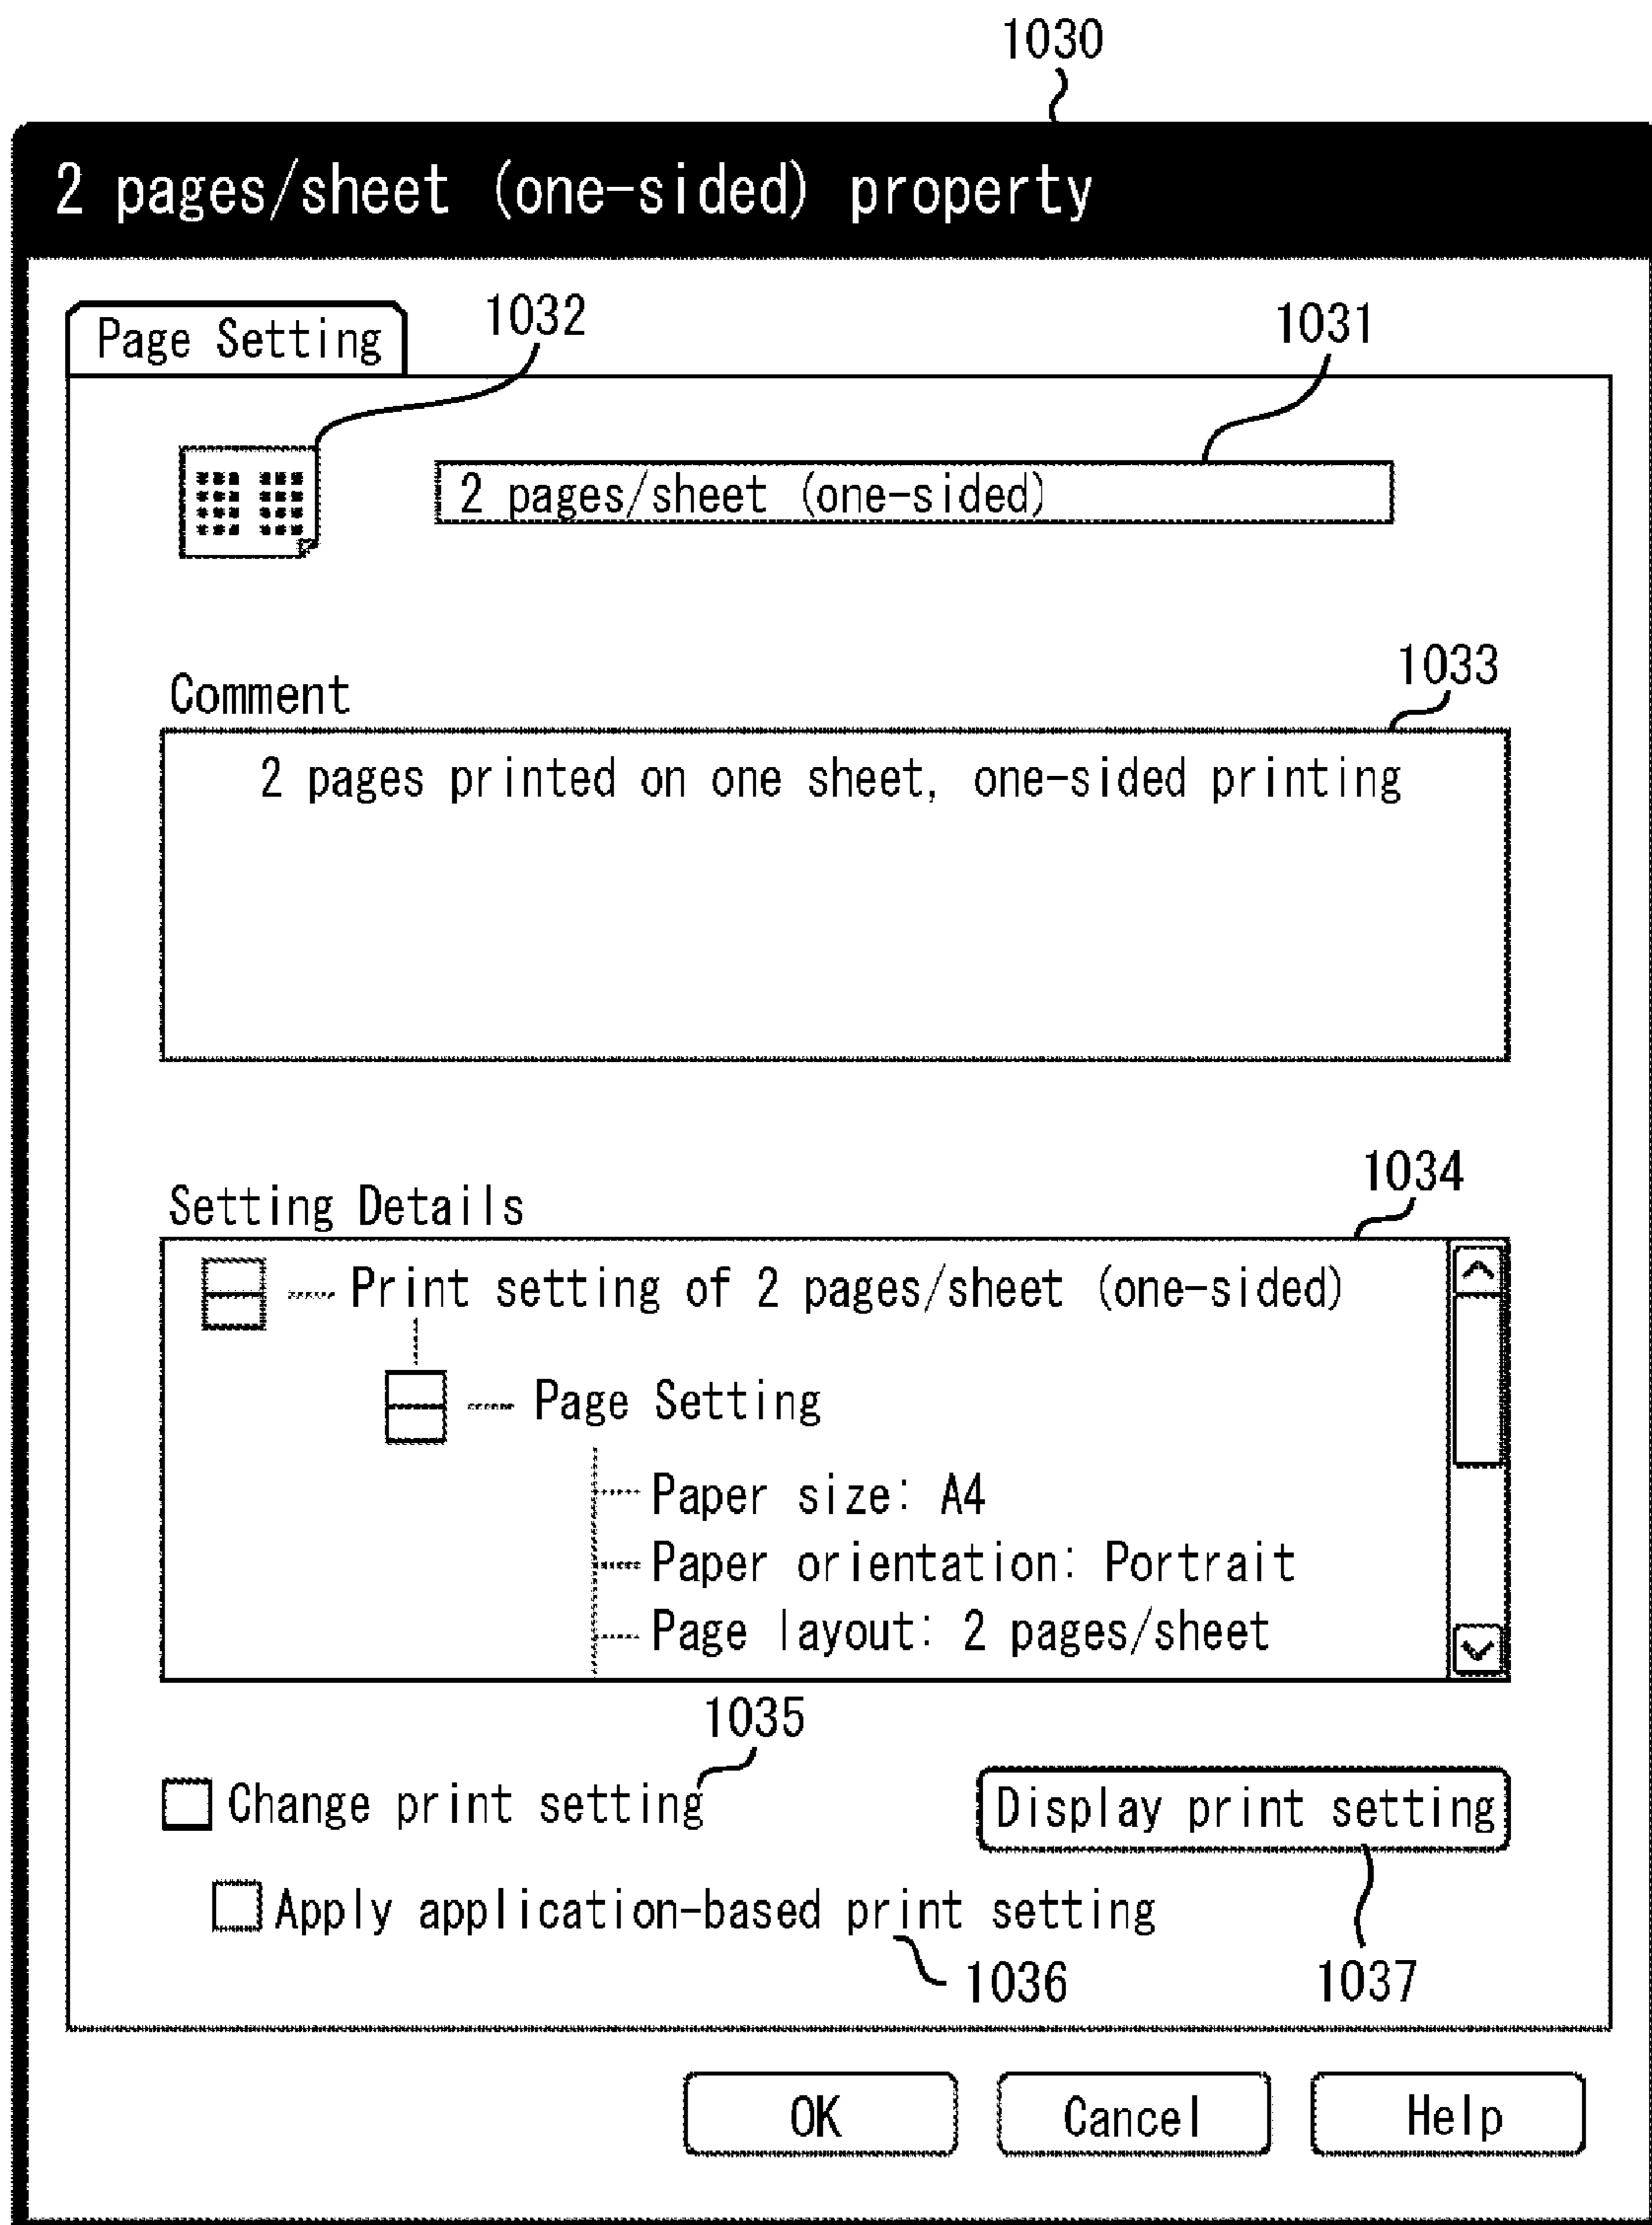 1030
2 pages/sheet (one-sided) property
Page Setting
1032
1031
2 pages/sheet (one-sided)
1033
Comment
2 pages printed on one sheet, one-sided printing
1034
Setting Details
Print setting of 2 pages/sheet (one-sided)
Page Setting
Paper size: A4
Paper orientation: Portrait
Page layout: 2 pages/sheet
1035
Change print setting
Display print setting
Apply application-based print setting
1036
1037
OK
Cancel
Help